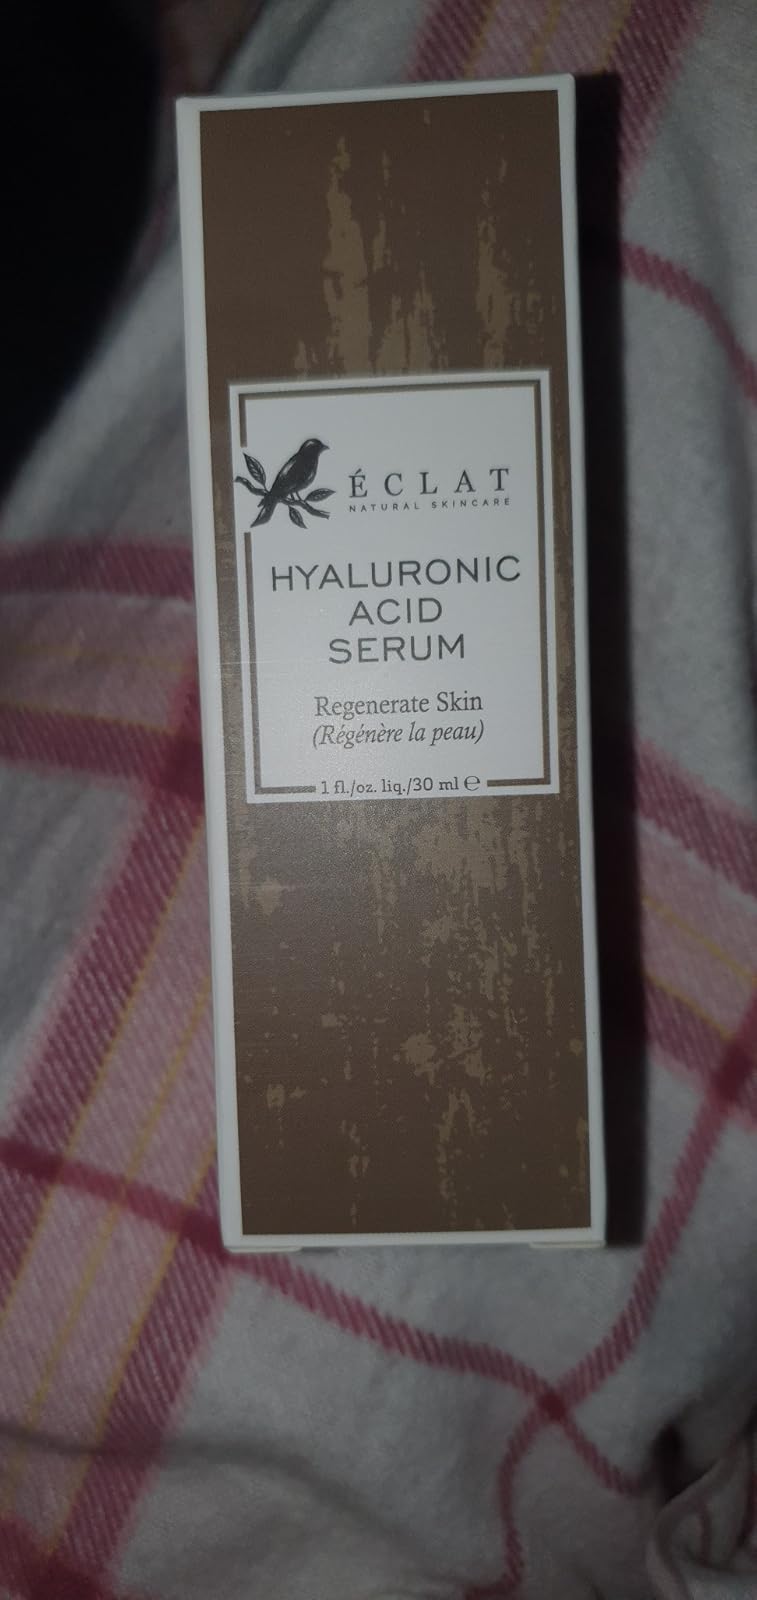 ÉCLAT
NATURAL SKINCARE
HYALURONIC
ACID
SERUM
Regenerate Skin
(Régénère la peau)
1 fl./oz. liq./30 ml ℮